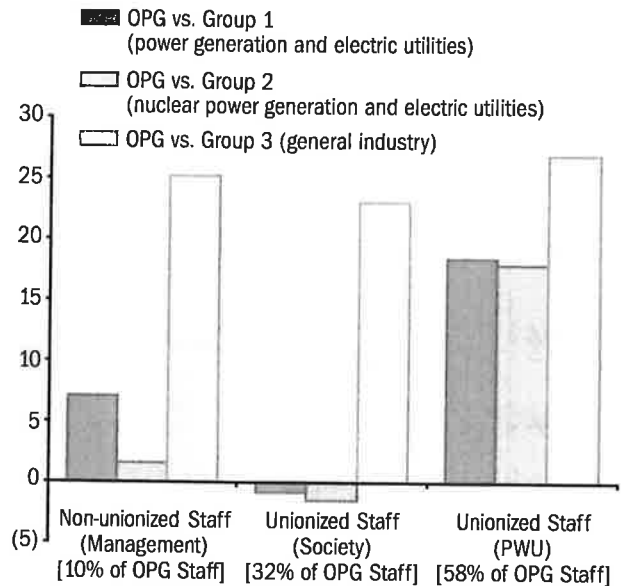 OPG vs. Group 1
(power generation and electric utilities)
OPG vs. Group 2
(nuclear power generation and electric utilities)
OPG vs. Group 3 (general industry)
30
25
20
15
10
5
0
(5)
Non-unionized Staff
(Management)
[10% of OPG Staff]
Unionized Staff
(Society)
[32% of OPG Staff]
Unionized Staff
(PWU)
[58% of OPG Staff]